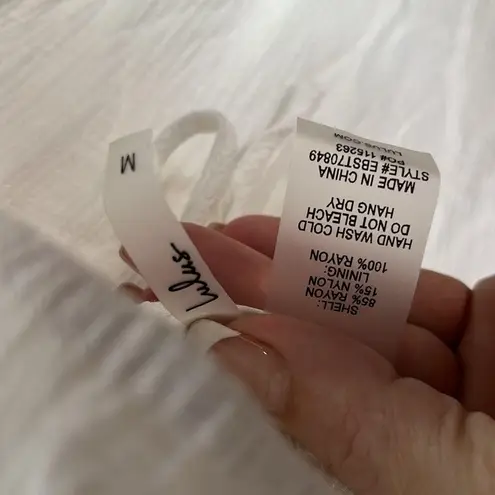 M
Lulus
SHELL:
85% RAYON
15% NYLON
LINING:
100% RAYON
HAND WASH COLD
DO NOT BLEACH
HANG DRY
MADE IN CHINA
STYLE# EBST70849
PO# 115263
LULUS.COM